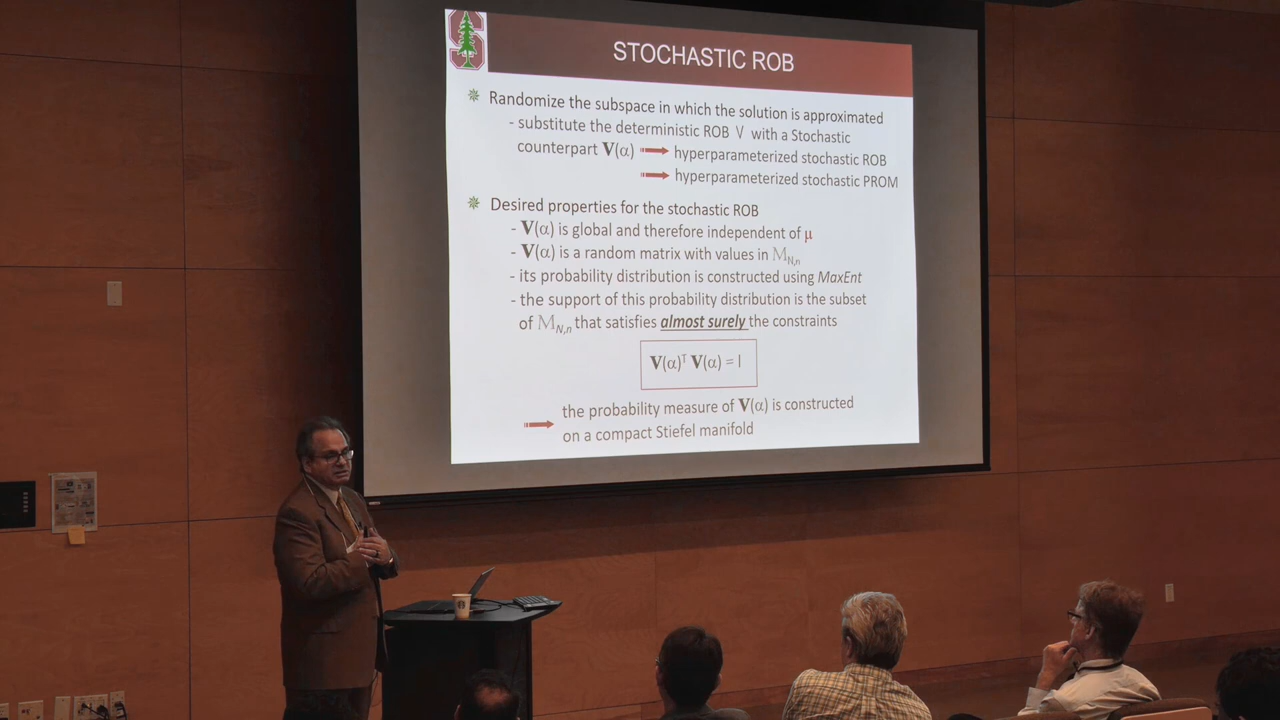 STOCHASTIC ROB
Randomize the subspace in which the solution is approximated
- substitute the deterministic ROB V with a Stochastic
counterpart V(α) hyperparameterized stochastic ROB
hyperparameterized stochastic PROM
Desired properties for the stochastic ROB
- V(α) is global and therefore independent of μ
- V(α) is a random matrix with values in 𝕄N,n
- its probability distribution is constructed using MaxEnt
- the support of this probability distribution is the subset
of 𝕄N,n that satisfies almost surely the constraints
V(α)ᵀ V(α) = I
the probability measure of V(α) is constructed
on a compact Stiefel manifold